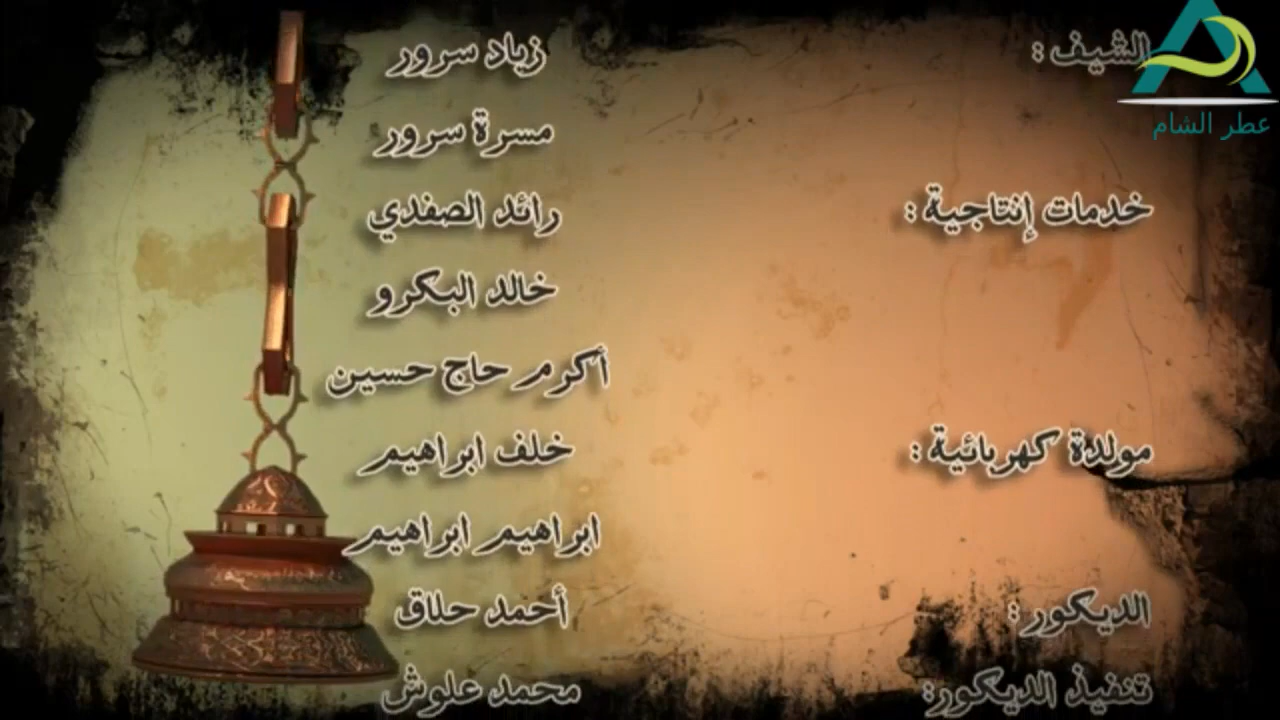 الشيف : زياد سرور
مسرة سرور
خدمات إنتاجية : رائد الصفدي
خالد البكرو
أكرم حاج حسين
مولدة كهربائية : خلف ابراهيم
ابراهيم ابراهيم
الديكور : أحمد حلاق
تنفيذ الديكور: محمد علوش
عطر الشام